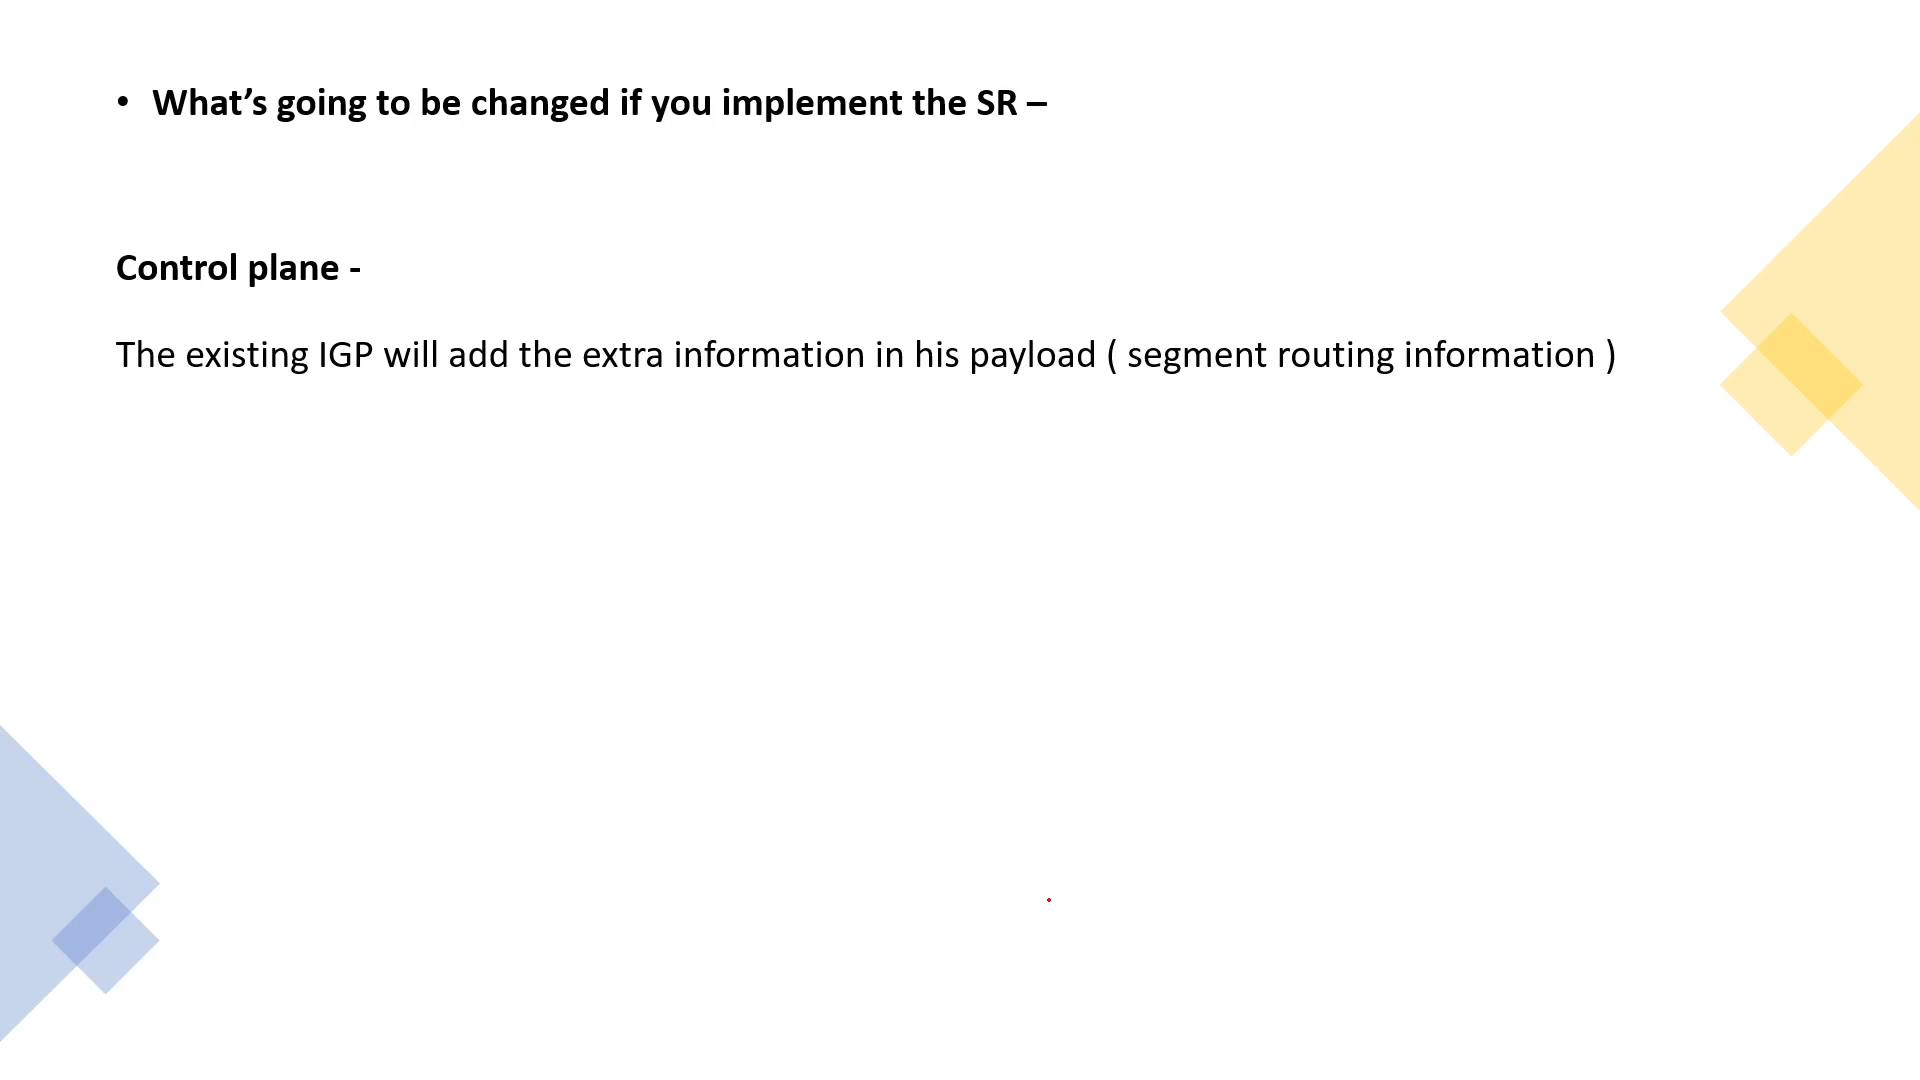 • What’s going to be changed if you implement the SR –
Control plane -
The existing IGP will add the extra information in his payload ( segment routing information )